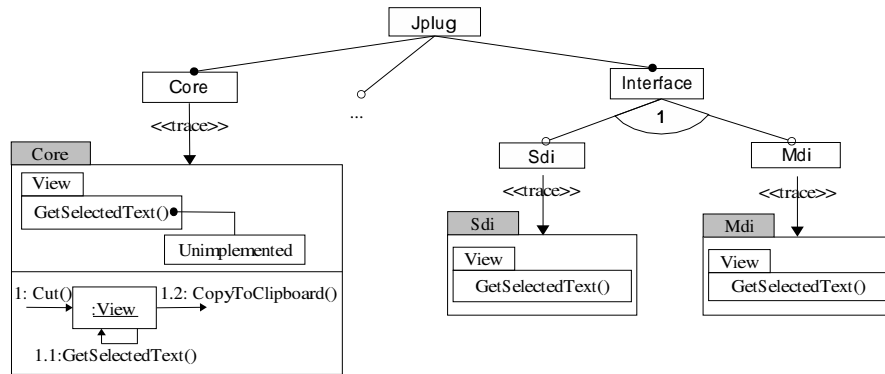 Jplug
Core
Interface
...
1
<<trace>>
Sdi
Mdi
Core
<<trace>>
<<trace>>
View
GetSelectedText()
Unimplemented
Sdi
View
GetSelectedText()
Mdi
View
GetSelectedText()
1: Cut()
1.2: CopyToClipboard()
:View
1.1:GetSelectedText()